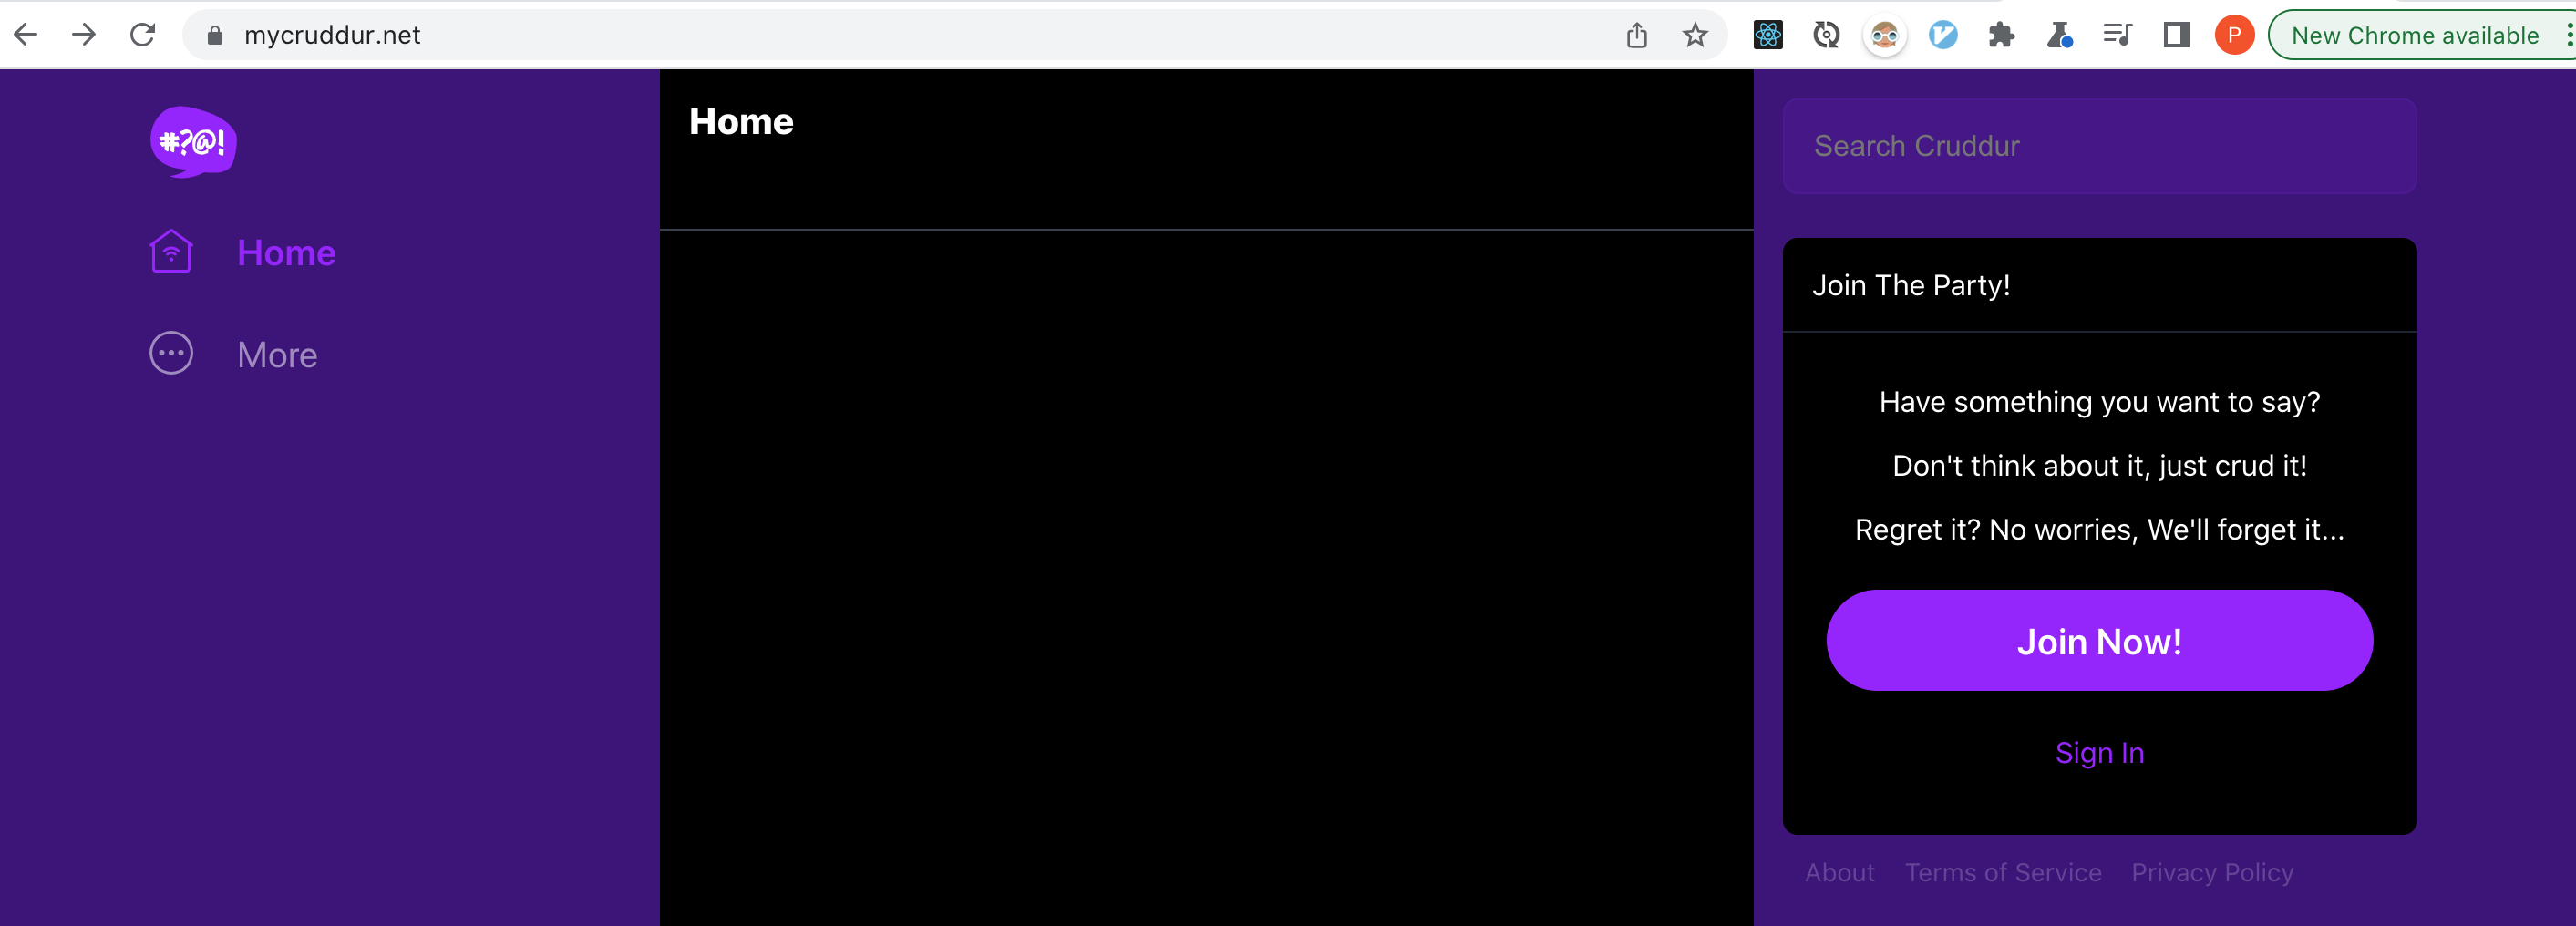 mycruddur.net
P
New Chrome available
#?@!
Home
More
Home
Search Cruddur
Join The Party!
Have something you want to say?
Don't think about it, just crud it!
Regret it? No worries, We'll forget it...
Join Now!
Sign In
About Terms of Service Privacy Policy